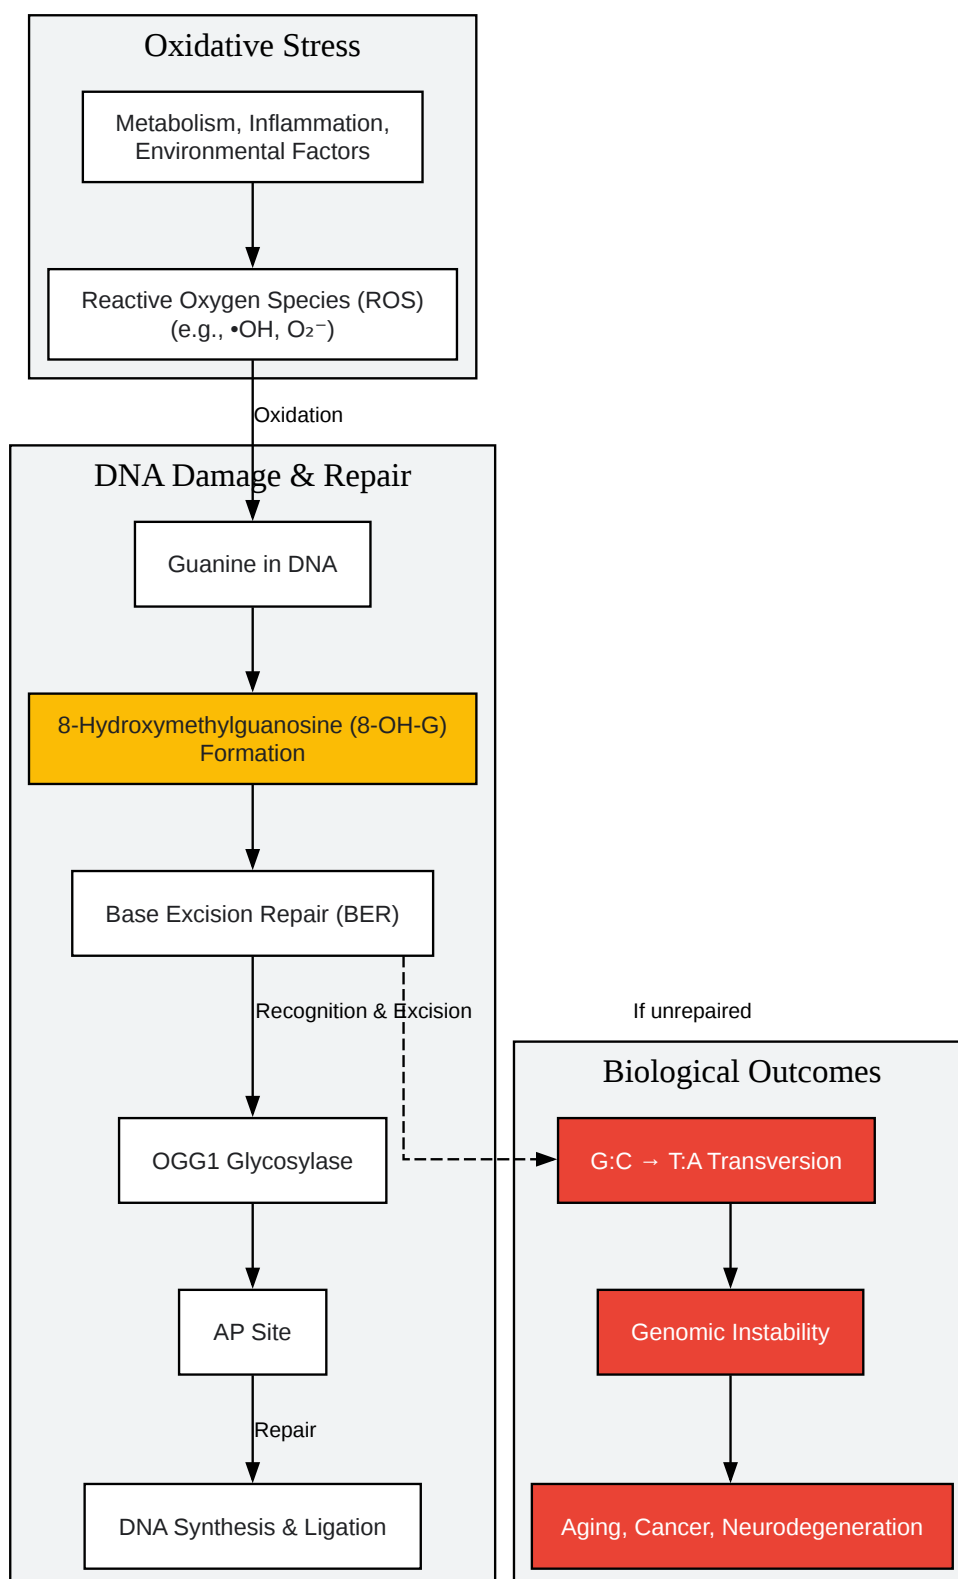 Oxidative Stress
Metabolism, Inflammation,
Environmental Factors
Reactive Oxygen Species (ROS)
(e.g., •OH, O₂⁻)
Oxidation
DNA Damage & Repair
Guanine in DNA
8-Hydroxymethylguanosine (8-OH-G)
Formation
Base Excision Repair (BER)
Recognition & Excision
If unrepaired
Biological Outcomes
OGG1 Glycosylase
G:C → T:A Transversion
AP Site
Genomic Instability
Repair
DNA Synthesis & Ligation
Aging, Cancer, Neurodegeneration